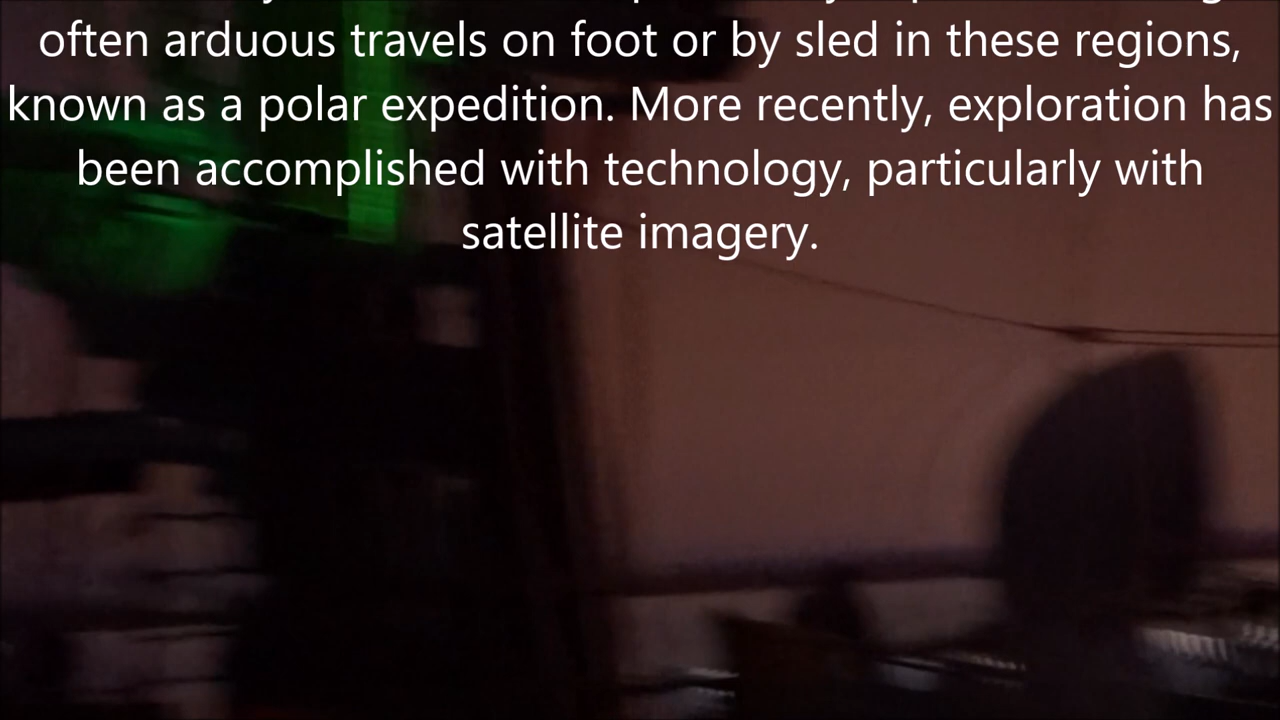 often arduous travels on foot or by sled in these regions,
known as a polar expedition. More recently, exploration has
been accomplished with technology, particularly with
satellite imagery.